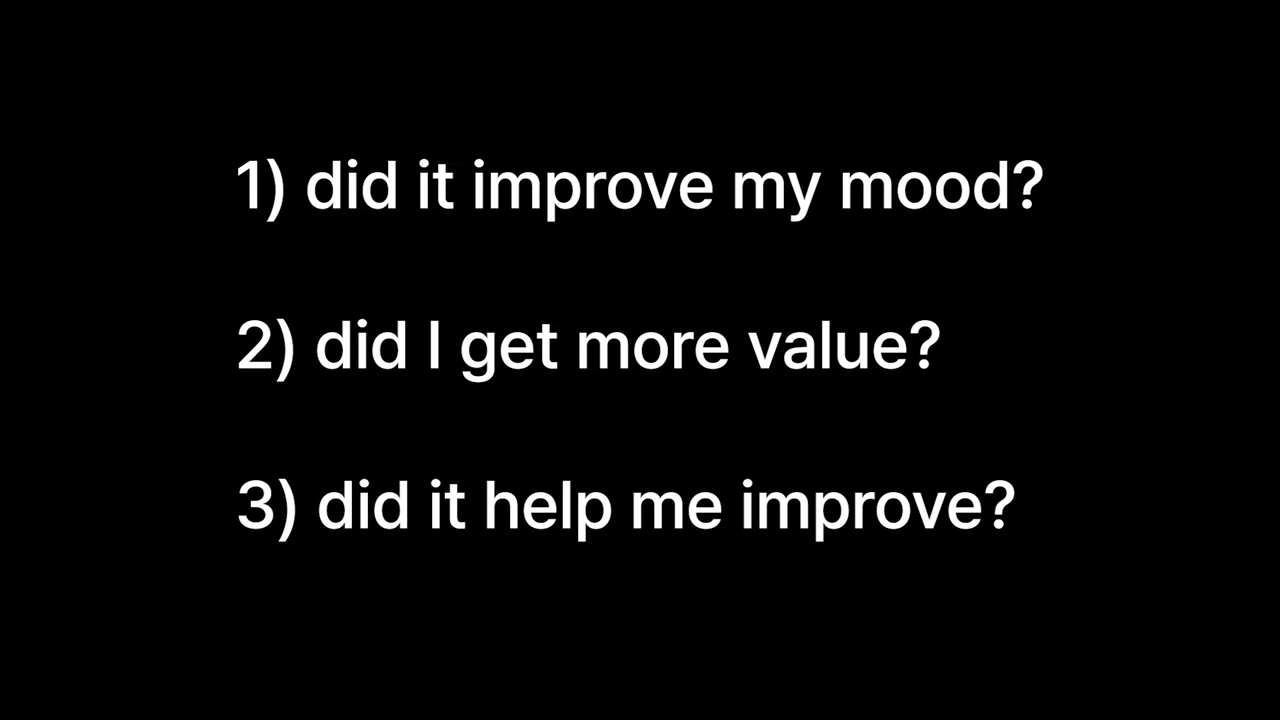 1) did it improve my mood?
2) did I get more value?
3) did it help me improve?